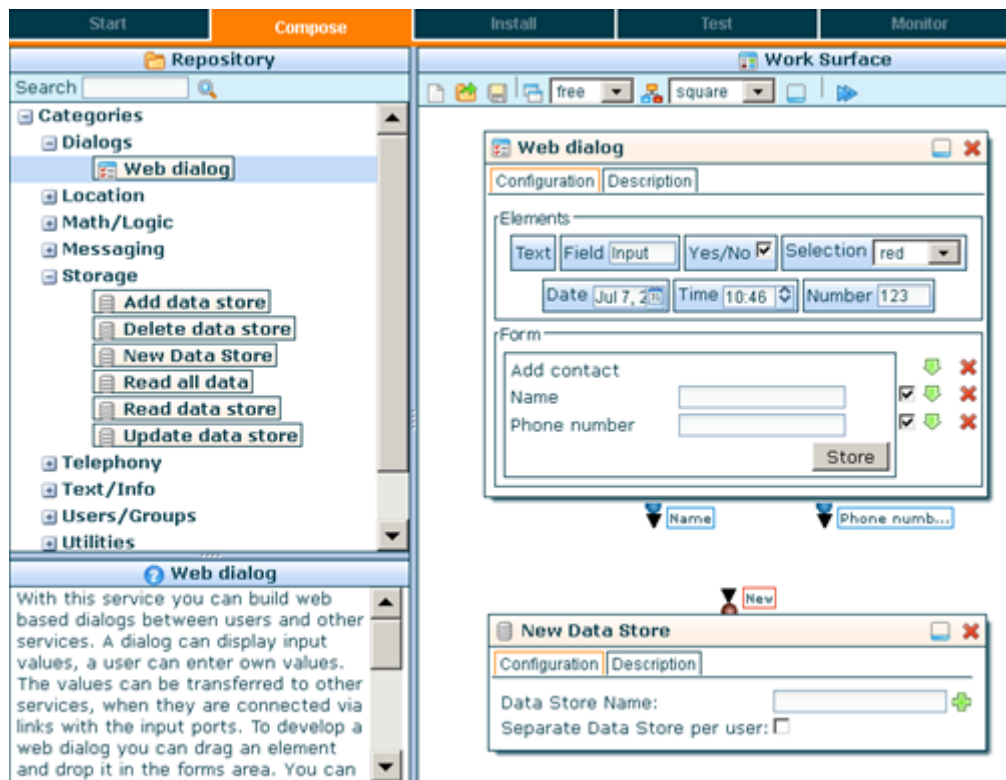 Start Compose Install Test Monitor
Repository
Search
Categories
Dialogs
Web dialog
Location
Math/Logic
Messaging
Storage
Add data store
Delete data store
New Data Store
Read all data
Read data store
Update data store
Telephony
Text/Info
Users/Groups
Utilities
Web dialog
With this service you can build web
based dialogs between users and other
services. A dialog can display input
values, a user can enter own values.
The values can be transferred to other
services, when they are connected via
links with the input ports. To develop a
web dialog you can drag an element
and drop it in the forms area. You can
Work Surface
free square
Web dialog
Configuration Description
Elements
Text Field Input Yes/No Selection red
Date Jul 7, 2 Time 10:46 Number 123
Form
Add contact
Name
Phone number
Store
Name Phone numb...
New
New Data Store
Configuration Description
Data Store Name:
Separate Data Store per user: